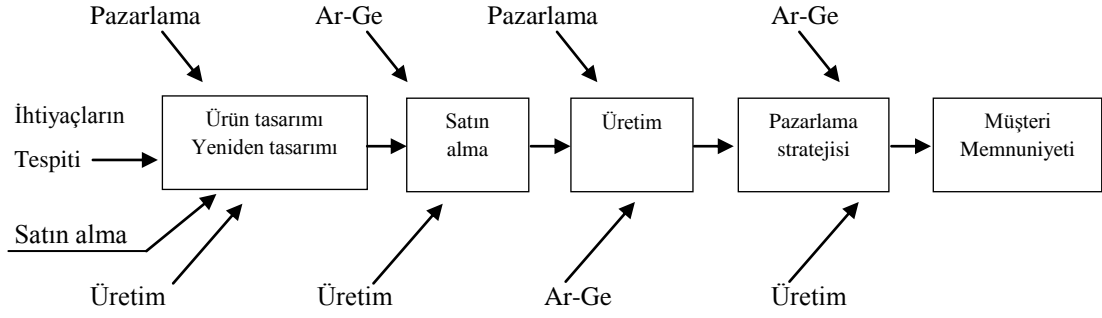 Pazarlama
Ar-Ge
Pazarlama
Ar-Ge
İhtiyaçların
Tespiti
Ürün tasarımı
Yeniden tasarımı
Satın
alma
Üretim
Pazarlama
stratejisi
Müşteri
Memnuniyeti
Satın alma
Üretim
Üretim
Ar-Ge
Üretim